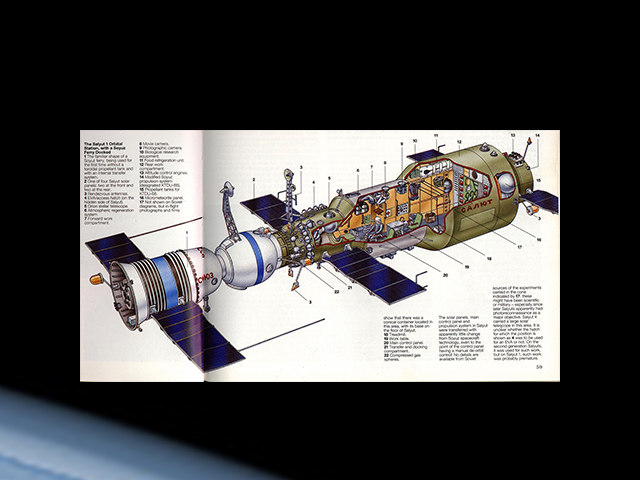 The Salyut 1 Orbital
Station, with a Soyuz
Ferry Docked
1 The familiar shape of a
Soyuz ferry, being used for
the first time without a
toroidal propellant tank and
with an internal transfer
system.
2 One of four Salyut solar
panels: two at the front and
two at the rear.
3 Rendezvous antennas.
4 EVA/access hatch (on the
hidden side of Salyut).
5 Orion stellar telescope.
6 Atmospheric regeneration
system.
7 Forward work
compartment.
8 Movie camera.
9 Photographic camera.
10 Biological research
equipment.
11 Food refrigeration unit.
12 Rear work
compartment.
13 Attitude control engines.
14 Modified Soyuz
propulsion system
(designated KTDU-66).
15 Propellant tanks for
KTDU-66.
16 Micrometeorite panel.
17 Not shown on Soviet
diagrams, but in flight
photographs and films
show that there was a
conical container located in
this area, with its base on
the floor of Salyut.
18 Treadmill.
19 Work table.
20 Main control panel.
21 Transfer and docking
compartment.
22 Compressed gas
spheres.
The solar panels, main
control panel and
propulsion system in Salyut
were transferred with
apparently little change
from Soyuz spacecraft
technology, even to the
point of the control panel
having a manual de-orbit
control! No details are
available from Soviet
sources of the experiments
carried in the cone
indicated by 17; these
might have been scientific
or military – especially since
later Salyuts apparently had
photoreconnaissance as a
major objective. Salyut 4
carried a large solar
telescope in this area. It is
unclear whether the hatch
for which the position is
shown as 4 was to be used
for an EVA or not. On the
second generation Salyuts,
it was used for such work,
but on Salyut 1, such work
was probably premature.
59
СОЮЗ
САЛЮТ
1
2
3
4
5
6
7
8
9
10
11
12
13
14
15
3
2
16
17
18
19
20
21
22
3